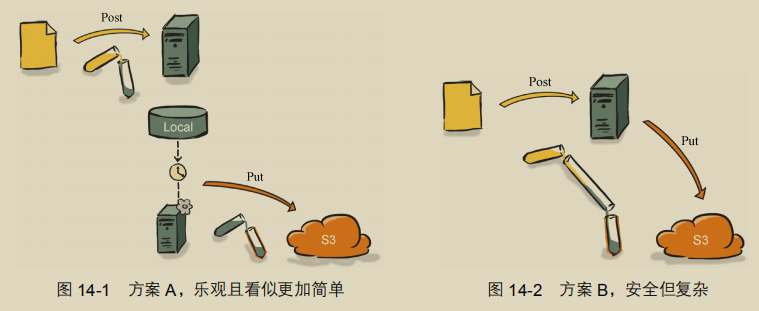 Post
Local
Put
S3
图 14-1 方案 A，乐观且看似更加简单
Post
Put
S3
图 14-2 方案 B，安全但复杂